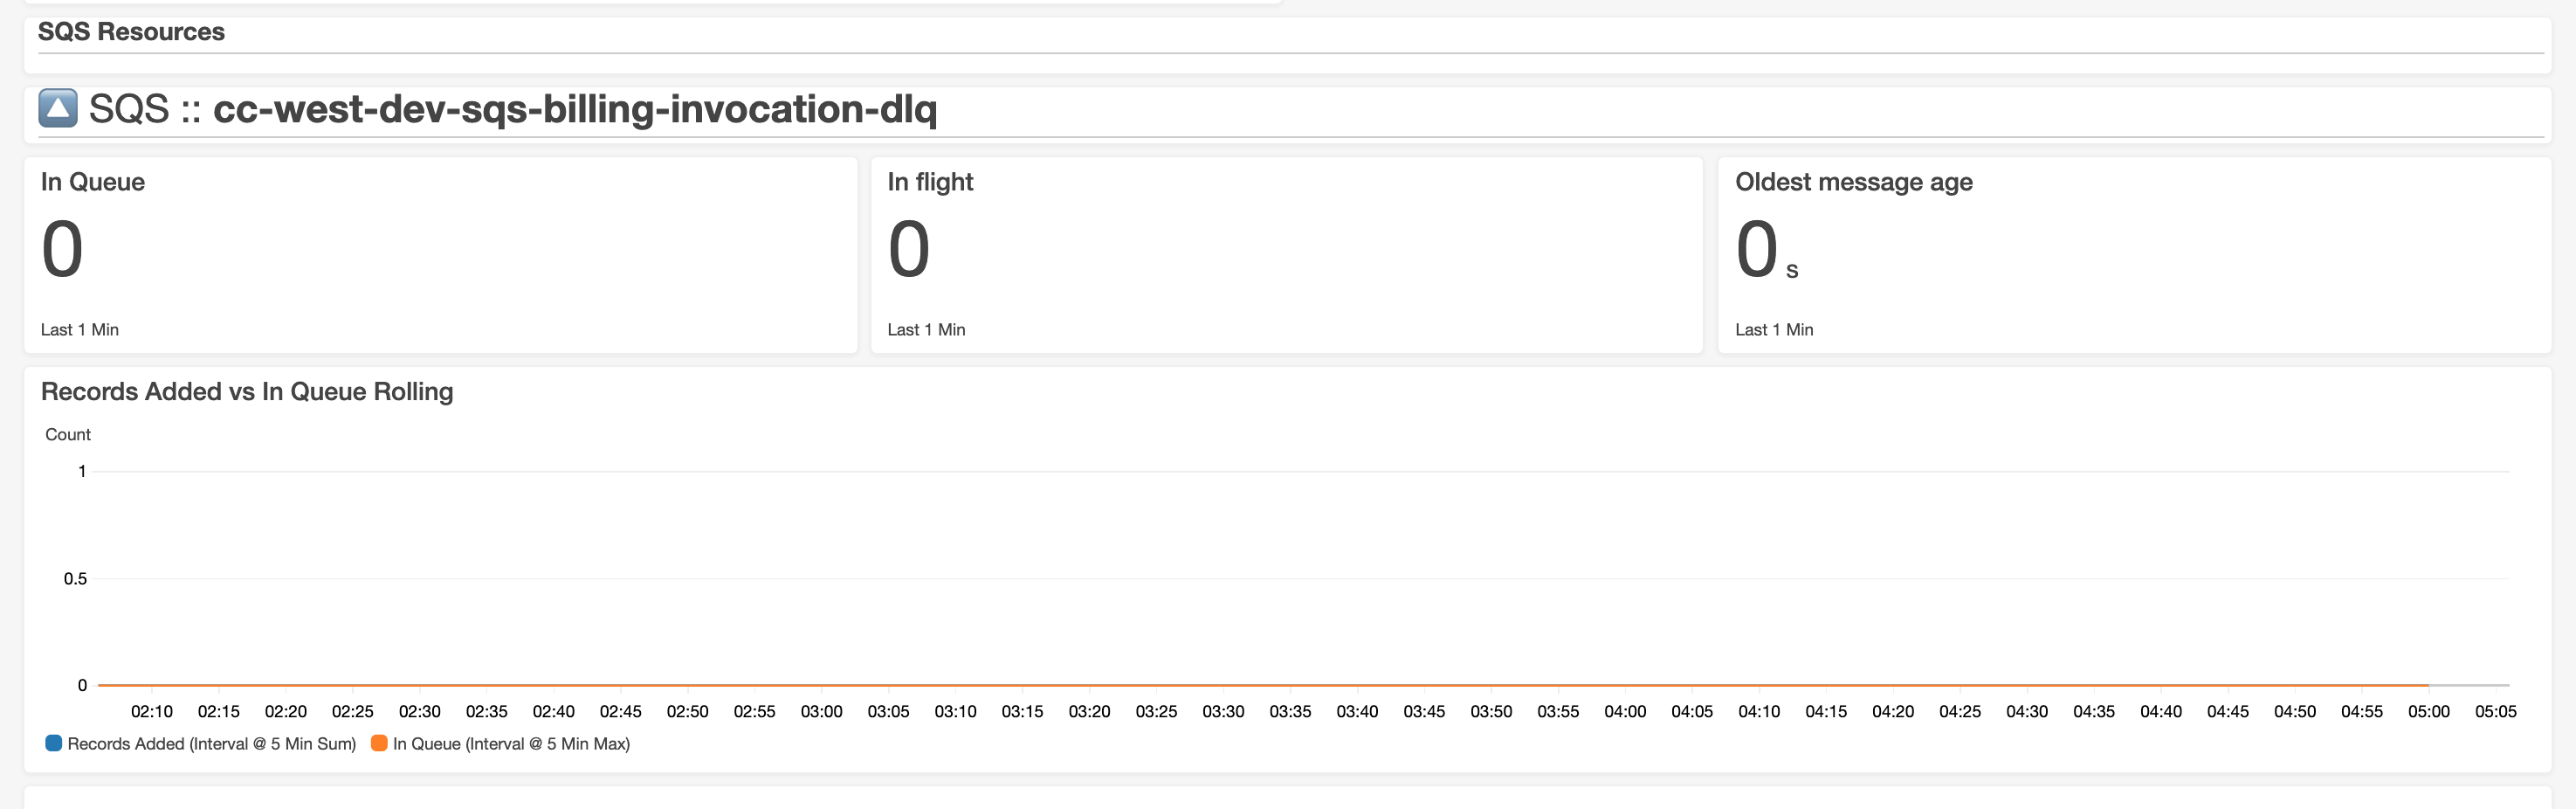 SQS Resources
SQS :: cc-west-dev-sqs-billing-invocation-dlq
In Queue
0
Last 1 Min
In flight
0
Last 1 Min
Oldest message age
0 s
Last 1 Min
Records Added vs In Queue Rolling
Count
1
0.5
0
02:10 02:15 02:20 02:25 02:30 02:35 02:40 02:45 02:50 02:55 03:00 03:05 03:10 03:15 03:20 03:25 03:30 03:35 03:40 03:45 03:50 03:55 04:00 04:05 04:10 04:15 04:20 04:25 04:30 04:35 04:40 04:45 04:50 04:55 05:00 05:05
Records Added (Interval @ 5 Min Sum) In Queue (Interval @ 5 Min Max)